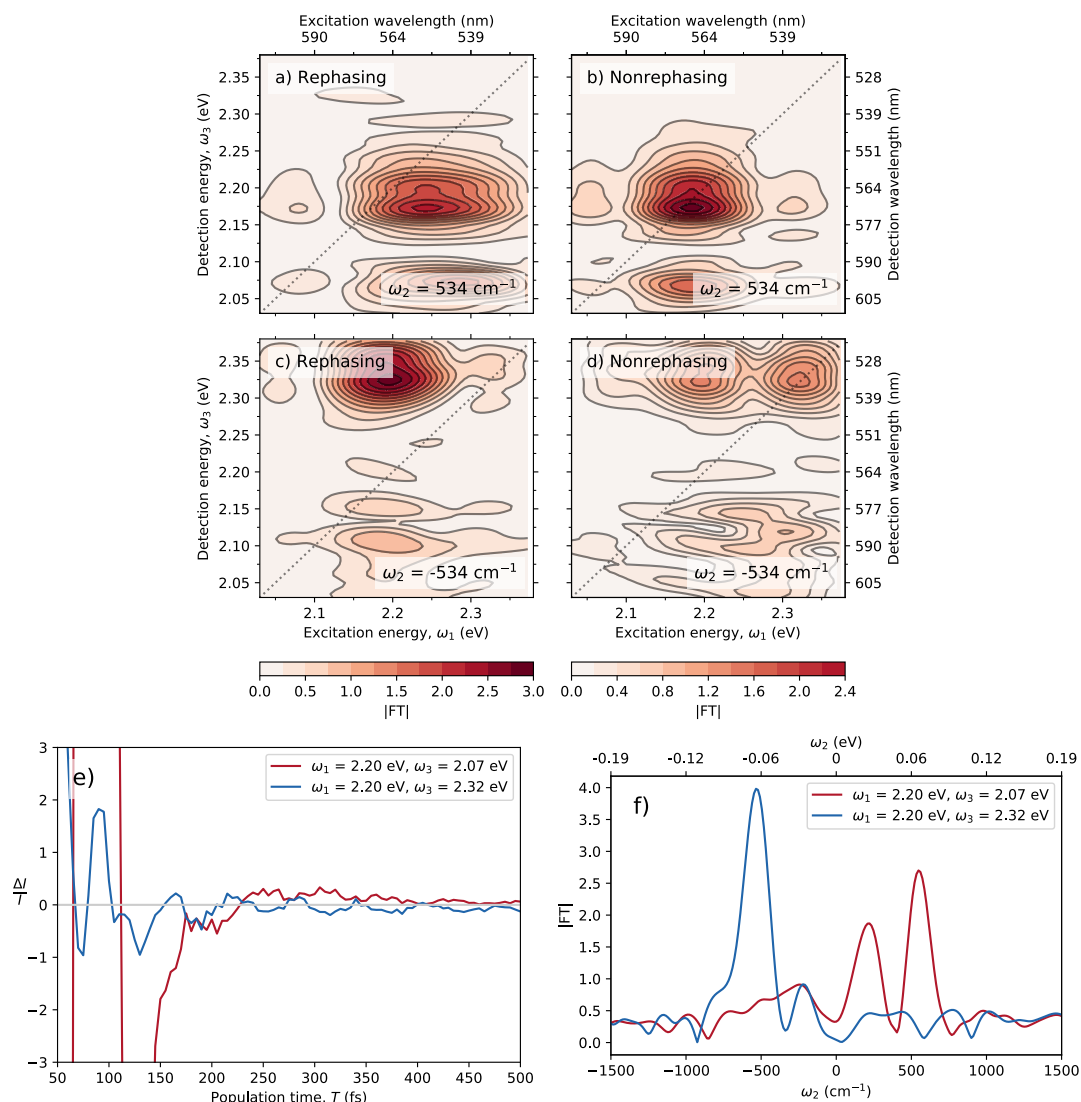 Excitation wavelength (nm)
590 564 539
Excitation wavelength (nm)
590 564 539
a) Rephasing
b) Nonrephasing
Detection energy, ω3 (eV)
2.35
2.30
2.25
2.20
2.15
2.10
2.05
528
539
551
564
577
590
605
Detection wavelength (nm)
ω2 = 534 cm−1
ω2 = 534 cm−1
c) Rephasing
d) Nonrephasing
Detection energy, ω3 (eV)
2.35
2.30
2.25
2.20
2.15
2.10
2.05
528
539
551
564
577
590
605
Detection wavelength (nm)
ω2 = -534 cm−1
ω2 = -534 cm−1
2.1 2.2 2.3
2.1 2.2 2.3
Excitation energy, ω1 (eV)
Excitation energy, ω1 (eV)
0.0 0.5 1.0 1.5 2.0 2.5 3.0
0.0 0.4 0.8 1.2 1.6 2.0 2.4
|FT|
|FT|
e)
ω1 = 2.20 eV, ω3 = 2.07 eV
ω1 = 2.20 eV, ω3 = 2.32 eV
ΔI
I
3
2
1
0
−1
−2
−3
50 100 150 200 250 300 350 400 450 500
Population time, T (fs)
ω2 (eV)
-0.19 -0.12 -0.06 0 0.06 0.12 0.19
f)
ω1 = 2.20 eV, ω3 = 2.07 eV
ω1 = 2.20 eV, ω3 = 2.32 eV
|FT|
4.0
3.5
3.0
2.5
2.0
1.5
1.0
0.5
0.0
−1500 −1000 −500 0 500 1000 1500
ω2 (cm−1)